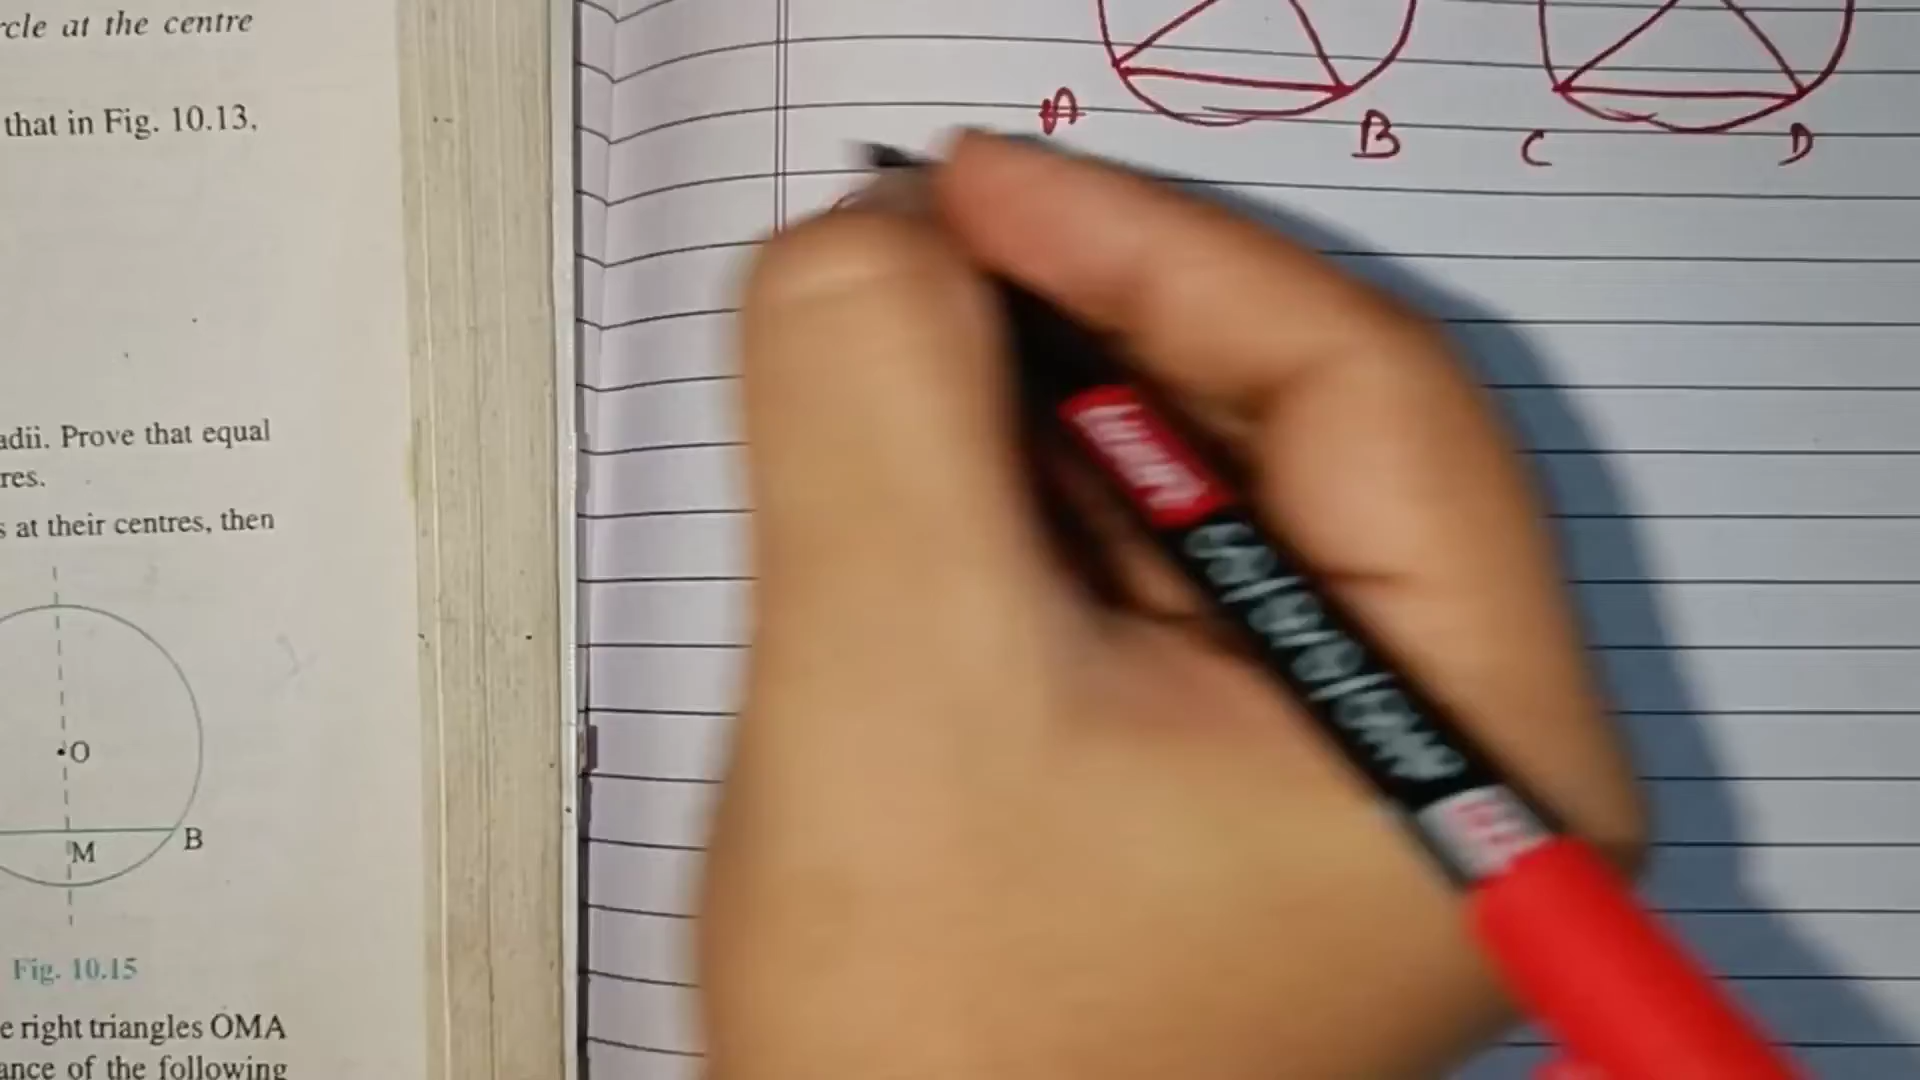 cle at the centre
that in Fig. 10.13,
adii. Prove that equal
res.
s at their centres, then
O
M
B
Fig. 10.15
e right triangles OMA
ance of the following
A
B
C
D